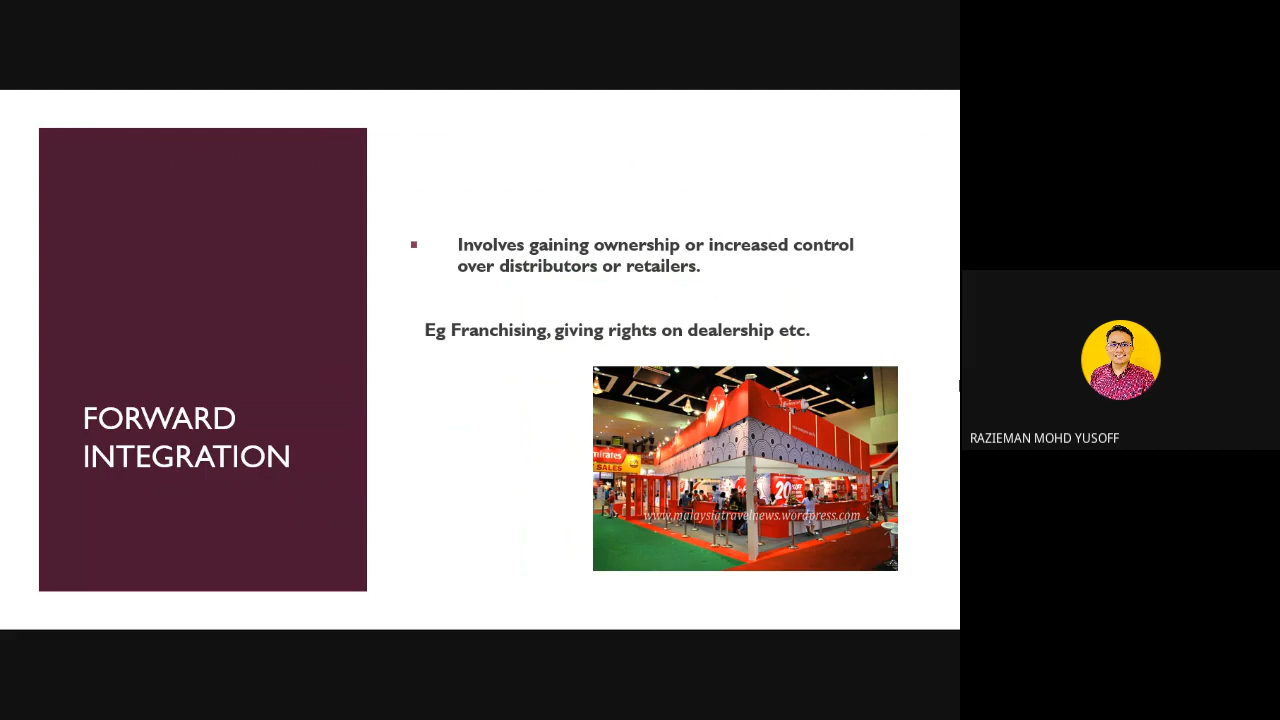 FORWARD
INTEGRATION
Involves gaining ownership or increased control
over distributors or retailers.
Eg Franchising, giving rights on dealership etc.
SALES
20
www.malaysiatravelnews.wordpress.com
RAZIEMAN MOHD YUSOFF